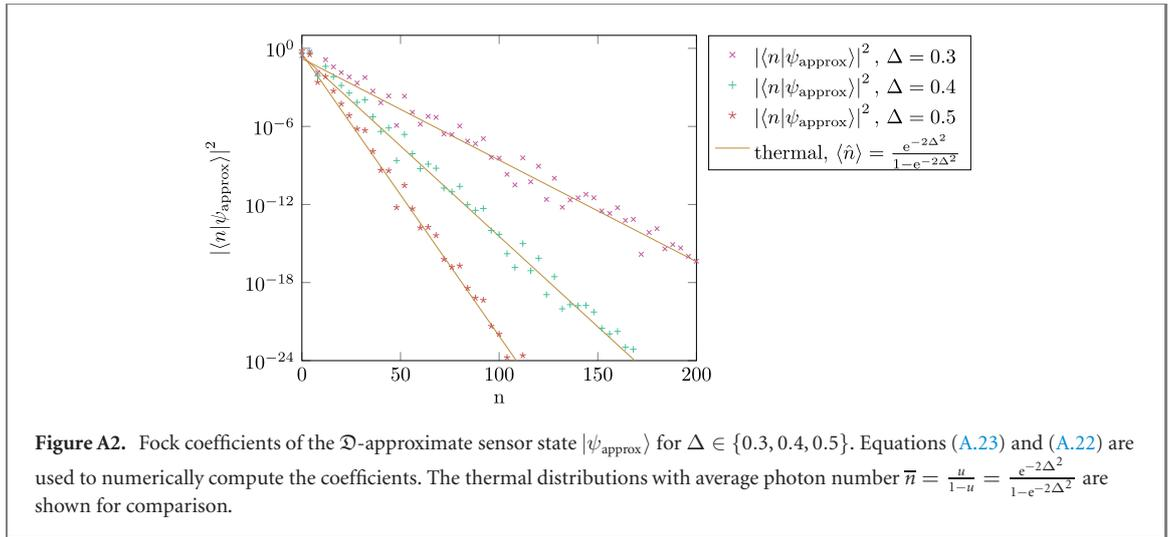 10^0
10^−6
10^−12
10^−18
10^−24
0
50
100
150
200
n
|⟨n|ψ_approx⟩|^2
|⟨n|ψ_approx⟩|^2 , Δ = 0.3
|⟨n|ψ_approx⟩|^2 , Δ = 0.4
|⟨n|ψ_approx⟩|^2 , Δ = 0.5
thermal, ⟨n̂⟩ = e^{−2Δ^2}/(1−e^{−2Δ^2})
Figure A2. Fock coefficients of the 𝔇-approximate sensor state |ψ_approx⟩ for Δ ∈ {0.3, 0.4, 0.5}. Equations (A.23) and (A.22) are
used to numerically compute the coefficients. The thermal distributions with average photon number n̅ = u/(1−u) = e^{−2Δ^2}/(1−e^{−2Δ^2}) are
shown for comparison.